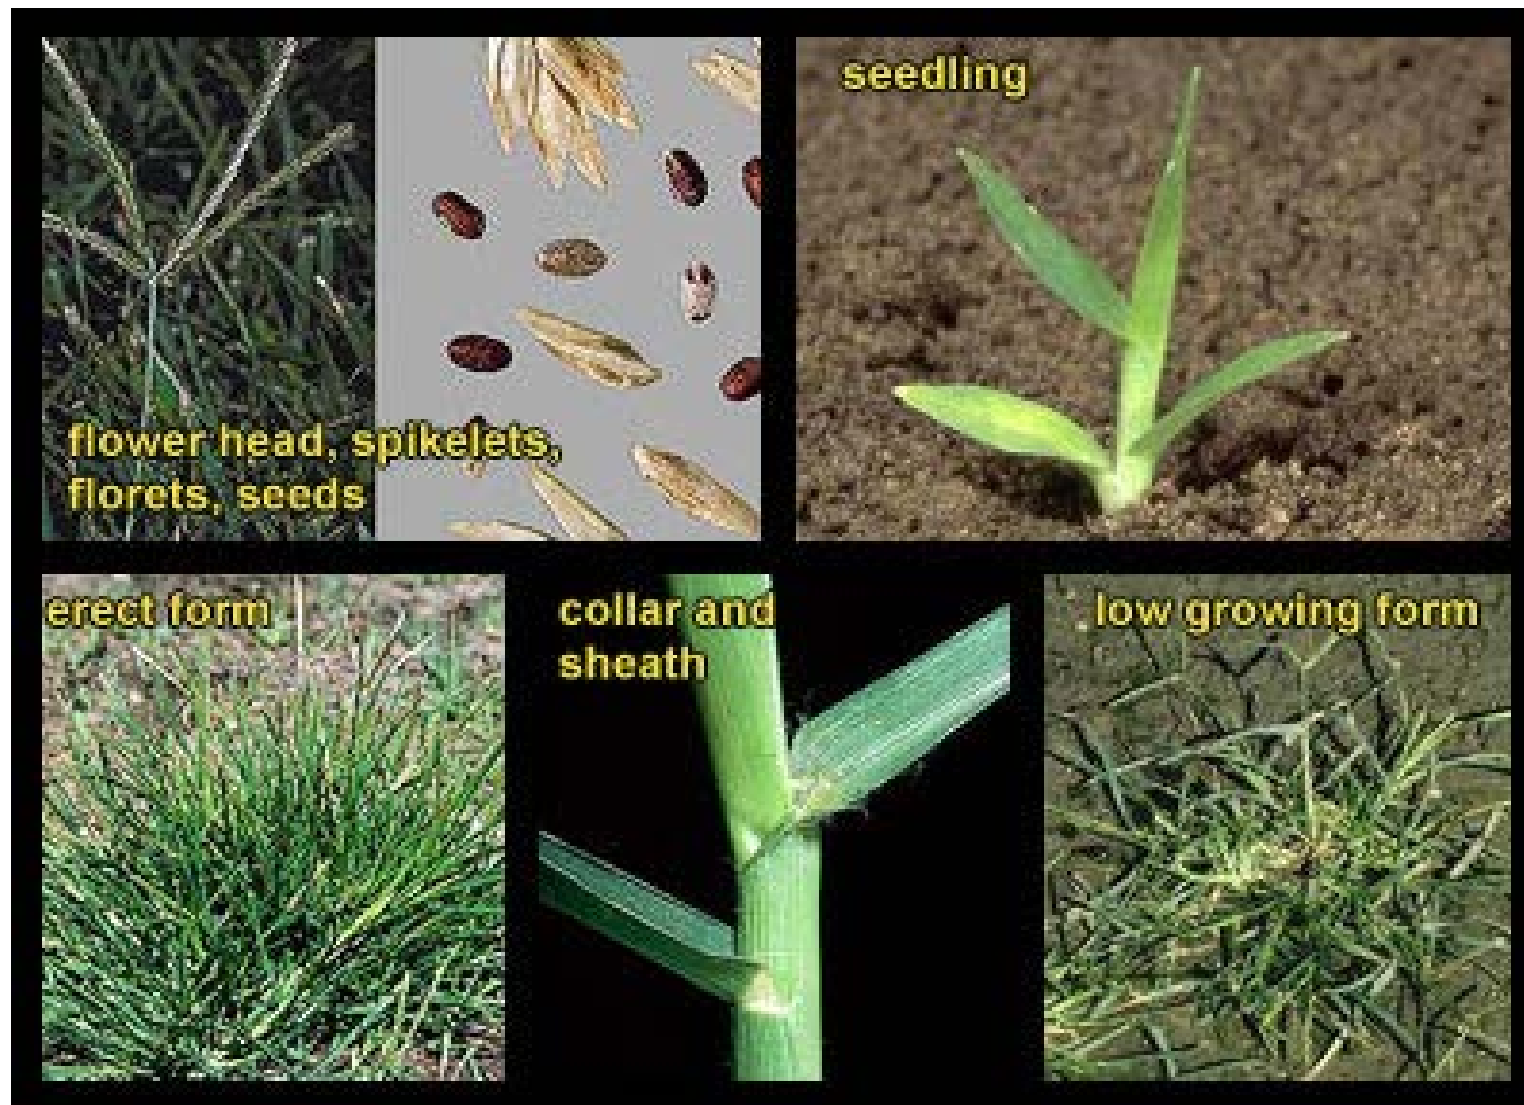 flower head, spikelets,
florets, seeds
seedling
erect form
collar and
sheath
low growing form